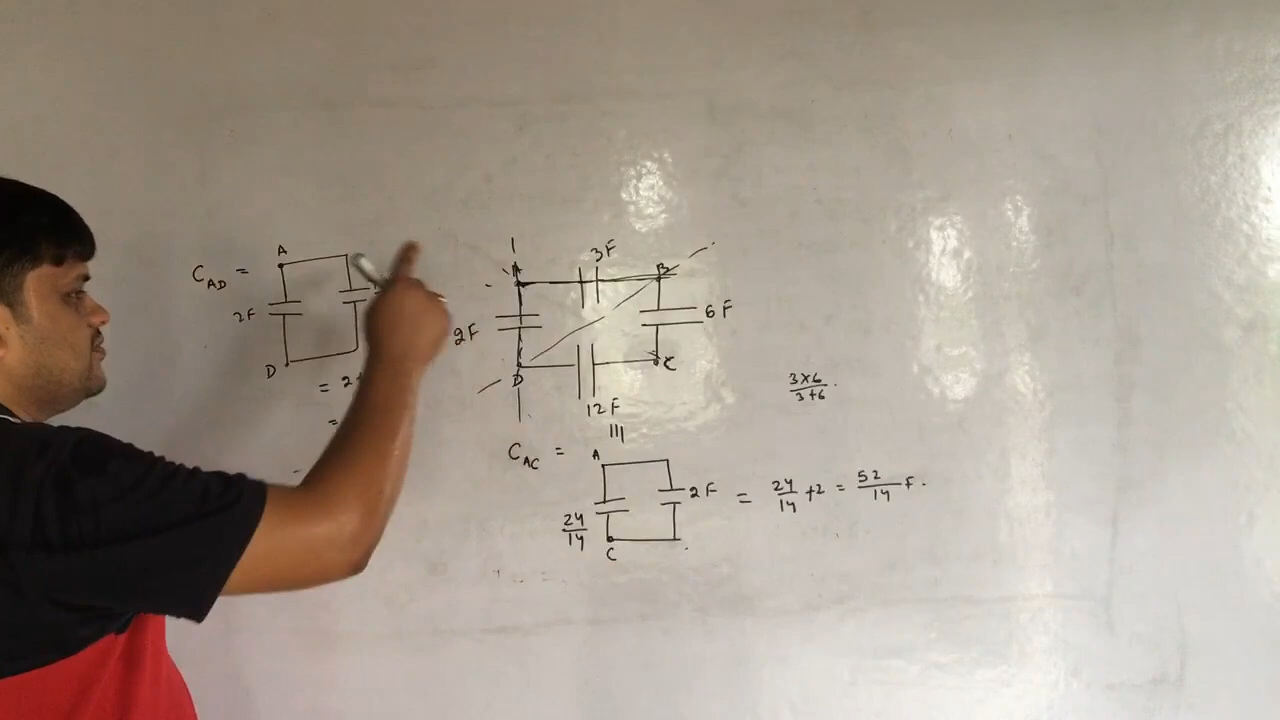 A
C_AD =
2F
D
= 2+
=
3F
A
B
2F
6F
D
C
12F
3×6
3+6
C_AC =
A
2F
24
14
C
= 24/14 +2 = 52/14 F.